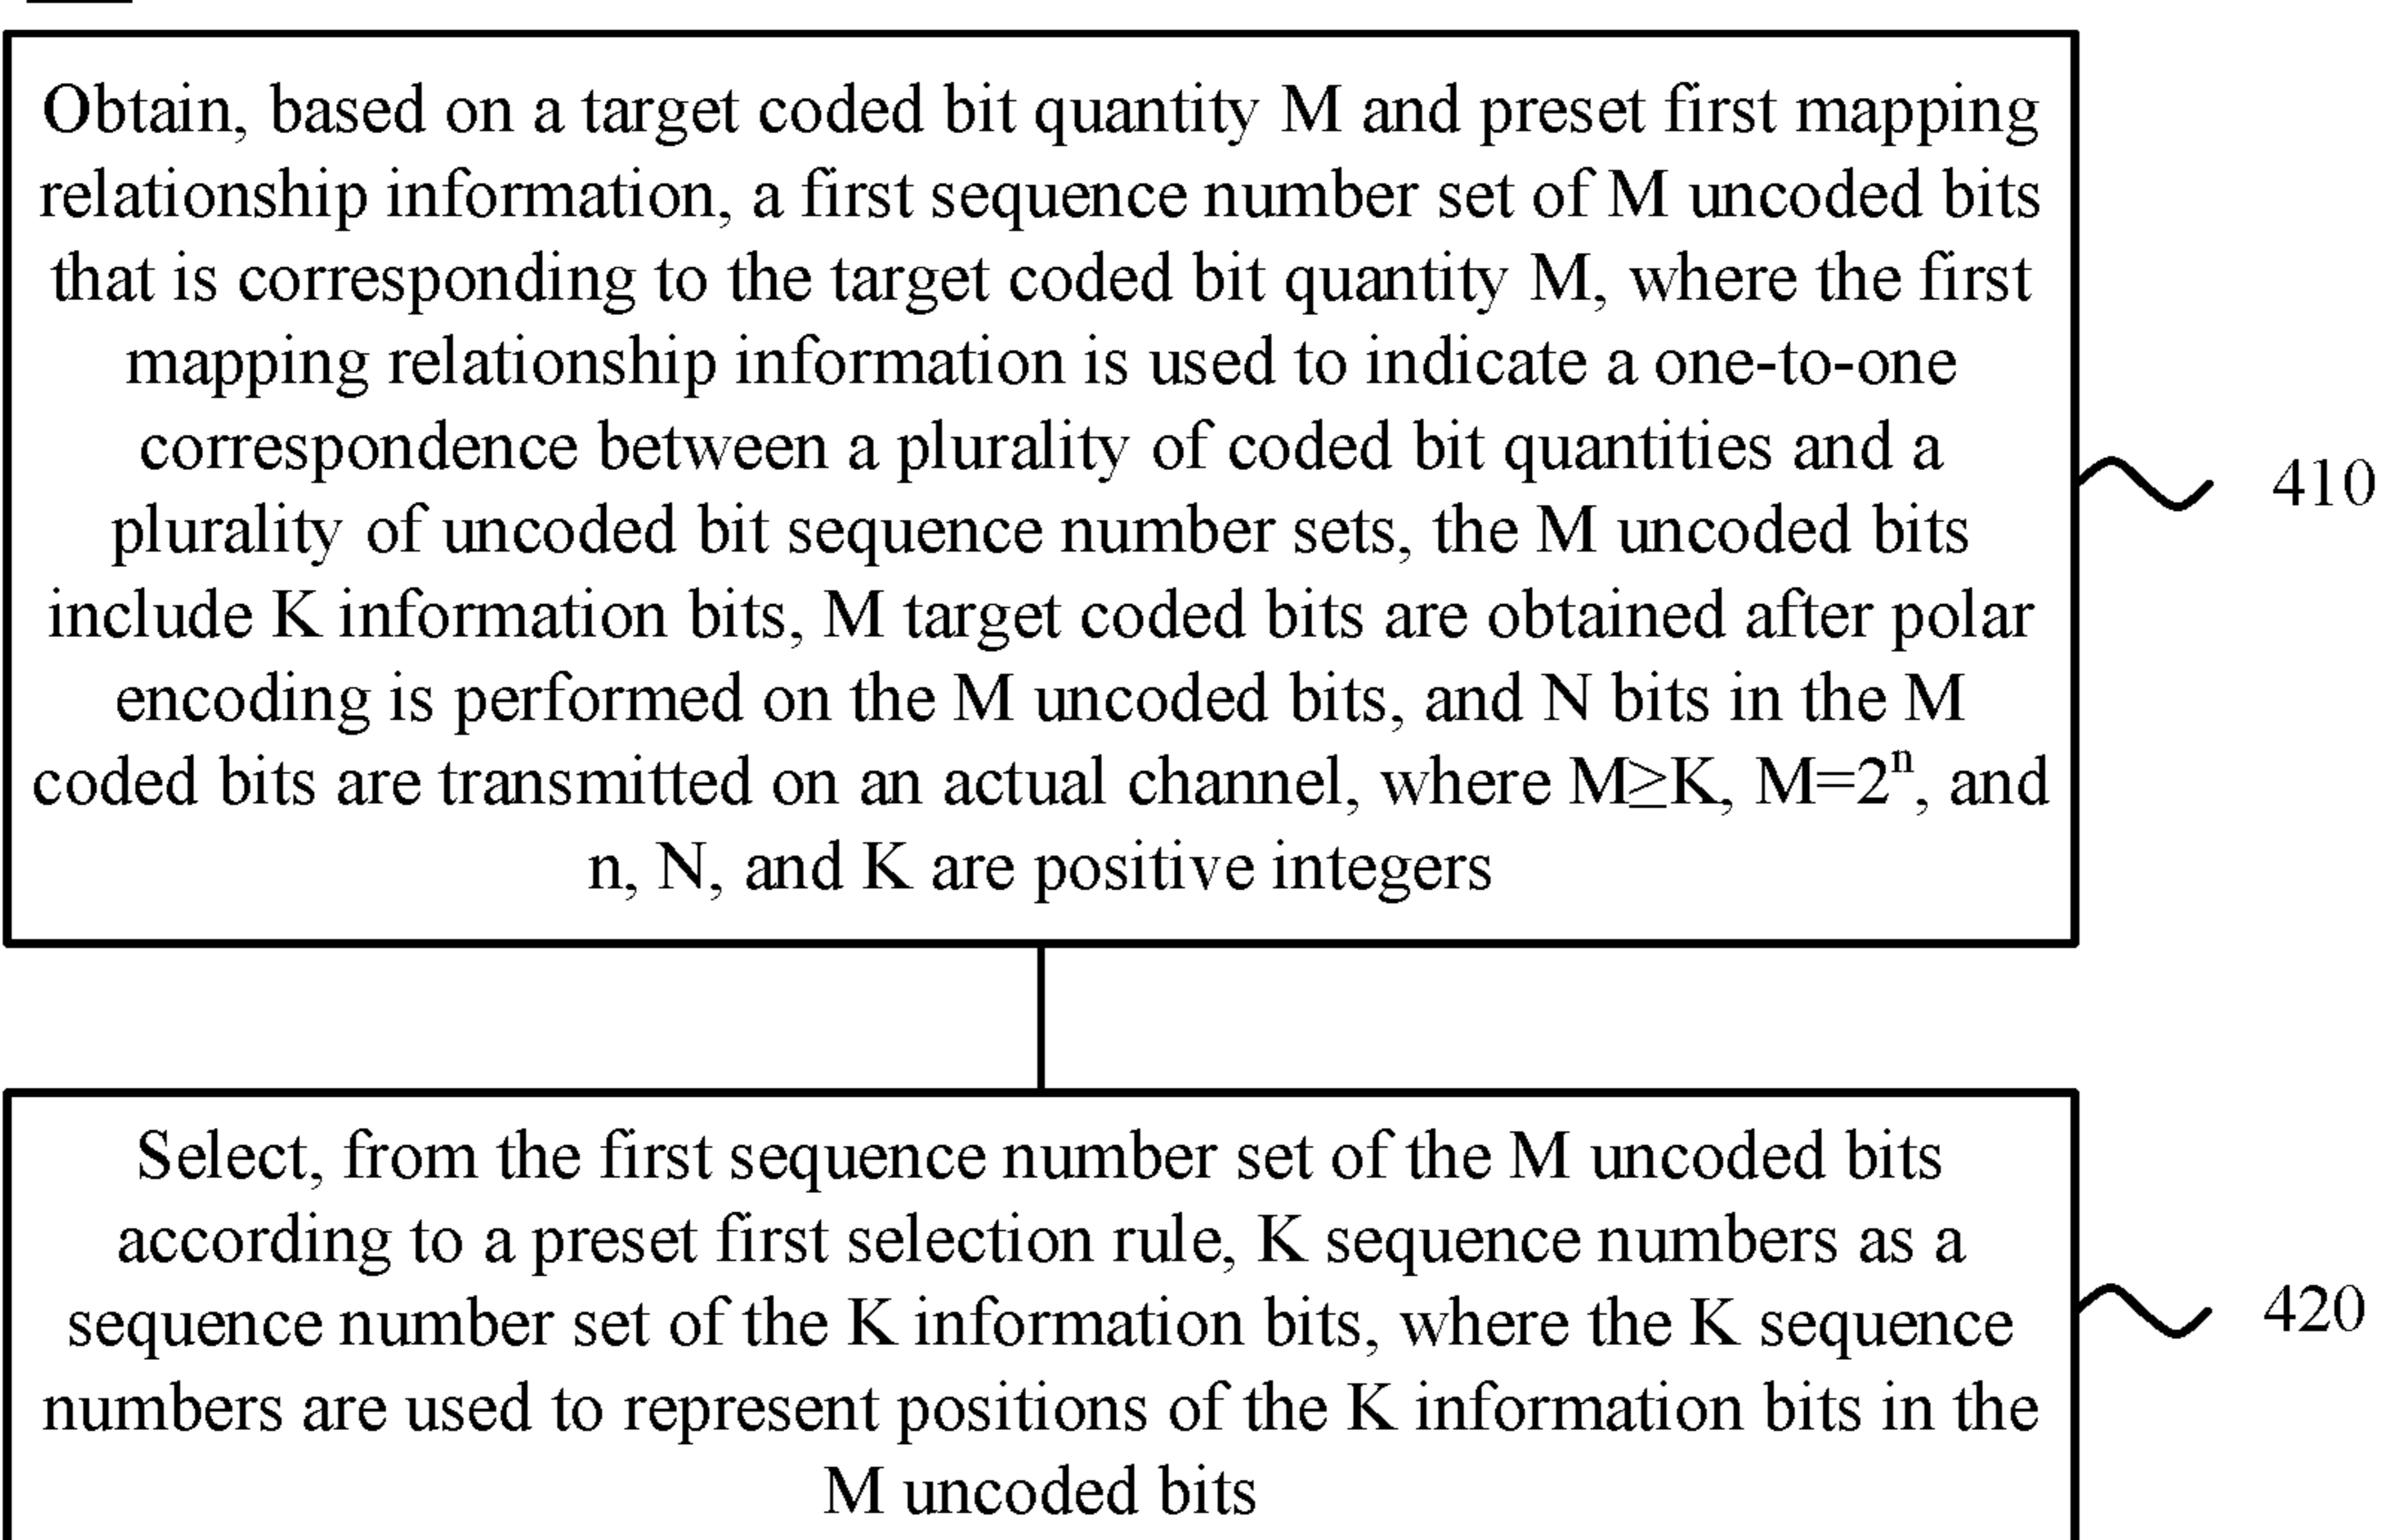 Obtain, based on a target coded bit quantity M and preset first mapping
relationship information, a first sequence number set of M uncoded bits
that is corresponding to the target coded bit quantity M, where the first
mapping relationship information is used to indicate a one-to-one
correspondence between a plurality of coded bit quantities and a
plurality of uncoded bit sequence number sets, the M uncoded bits
include K information bits, M target coded bits are obtained after polar
encoding is performed on the M uncoded bits, and N bits in the M
coded bits are transmitted on an actual channel, where M≥K, M=2ⁿ, and
n, N, and K are positive integers
410
Select, from the first sequence number set of the M uncoded bits
according to a preset first selection rule, K sequence numbers as a
sequence number set of the K information bits, where the K sequence
numbers are used to represent positions of the K information bits in the
M uncoded bits
420